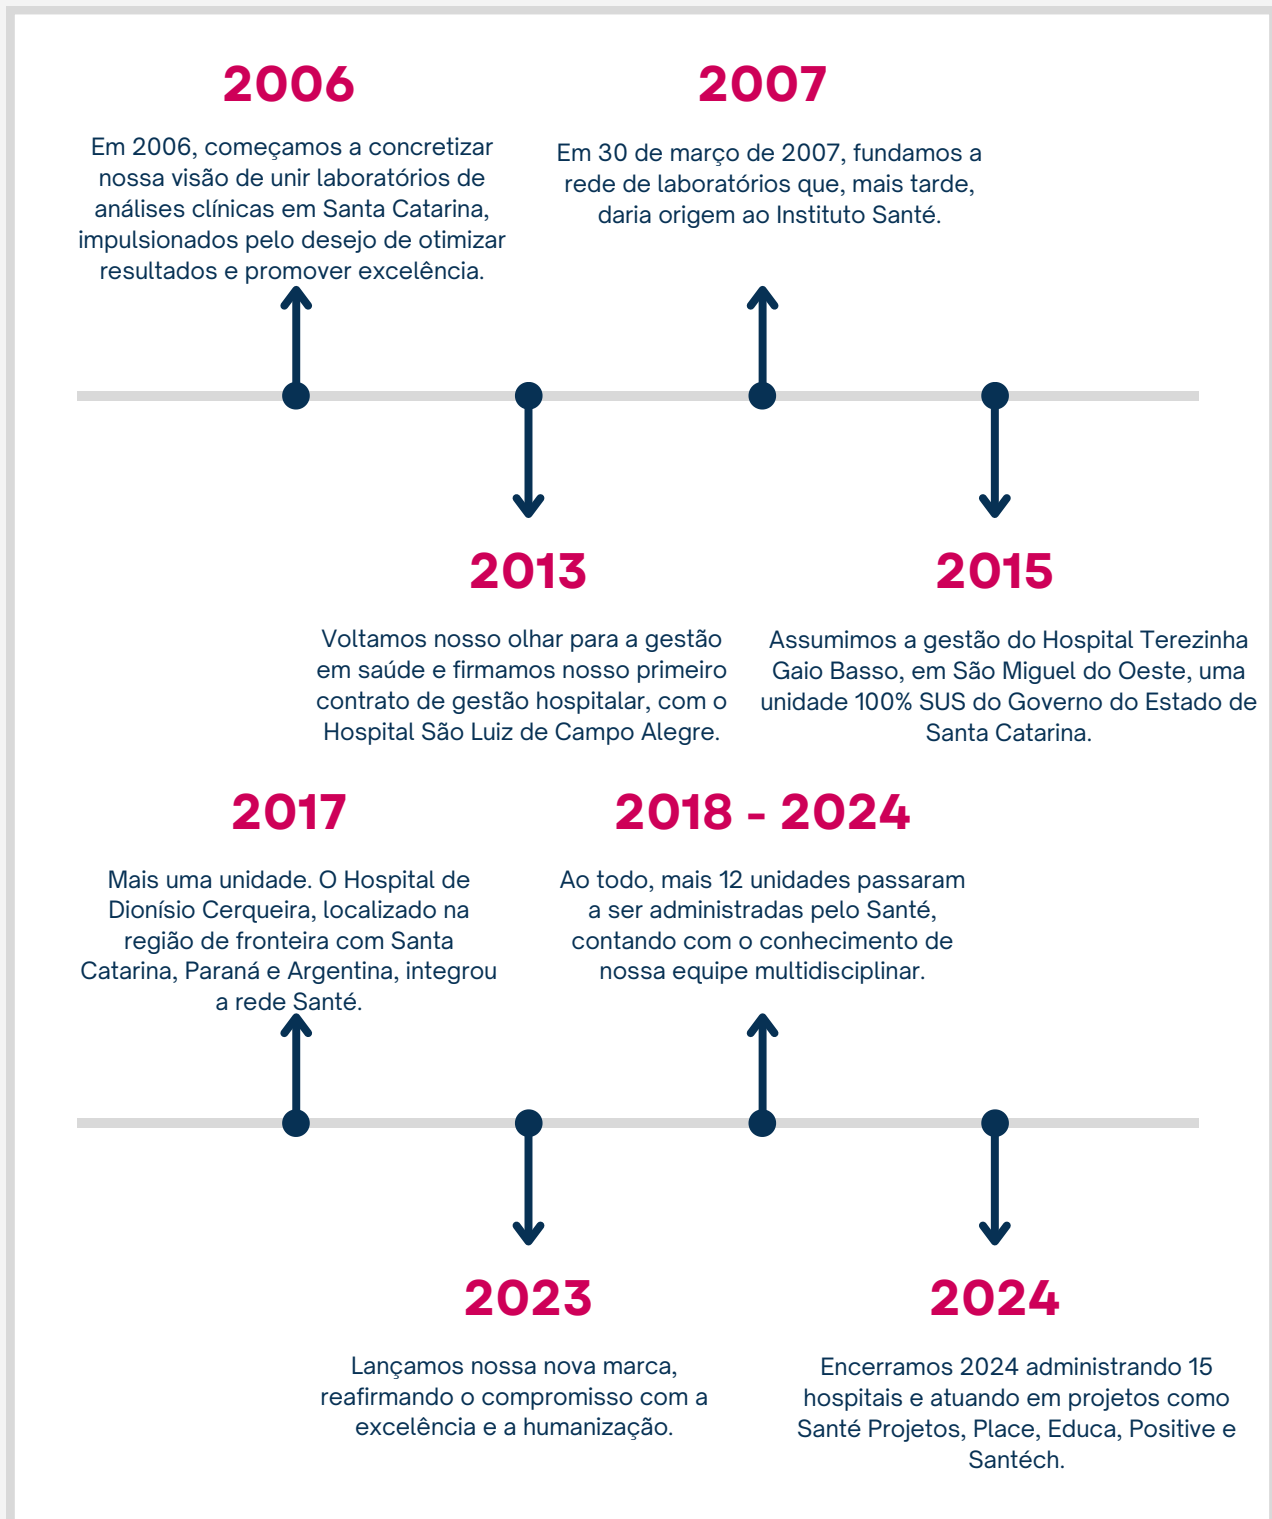 2006
Em 2006, começamos a concretizar
nossa visão de unir laboratórios de
análises clínicas em Santa Catarina,
impulsionados pelo desejo de otimizar
resultados e promover excelência.
2007
Em 30 de março de 2007, fundamos a
rede de laboratórios que, mais tarde,
daria origem ao Instituto Santé.
2013
Voltamos nosso olhar para a gestão
em saúde e firmamos nosso primeiro
contrato de gestão hospitalar, com o
Hospital São Luiz de Campo Alegre.
2015
Assumimos a gestão do Hospital Terezinha
Gaio Basso, em São Miguel do Oeste, uma
unidade 100% SUS do Governo do Estado de
Santa Catarina.
2017
Mais uma unidade. O Hospital de
Dionísio Cerqueira, localizado na
região de fronteira com Santa
Catarina, Paraná e Argentina, integrou
a rede Santé.
2018 - 2024
Ao todo, mais 12 unidades passaram
a ser administradas pelo Santé,
contando com o conhecimento de
nossa equipe multidisciplinar.
2023
Lançamos nossa nova marca,
reafirmando o compromisso com a
excelência e a humanização.
2024
Encerramos 2024 administrando 15
hospitais e atuando em projetos como
Santé Projetos, Place, Educa, Positive e
Santéch.